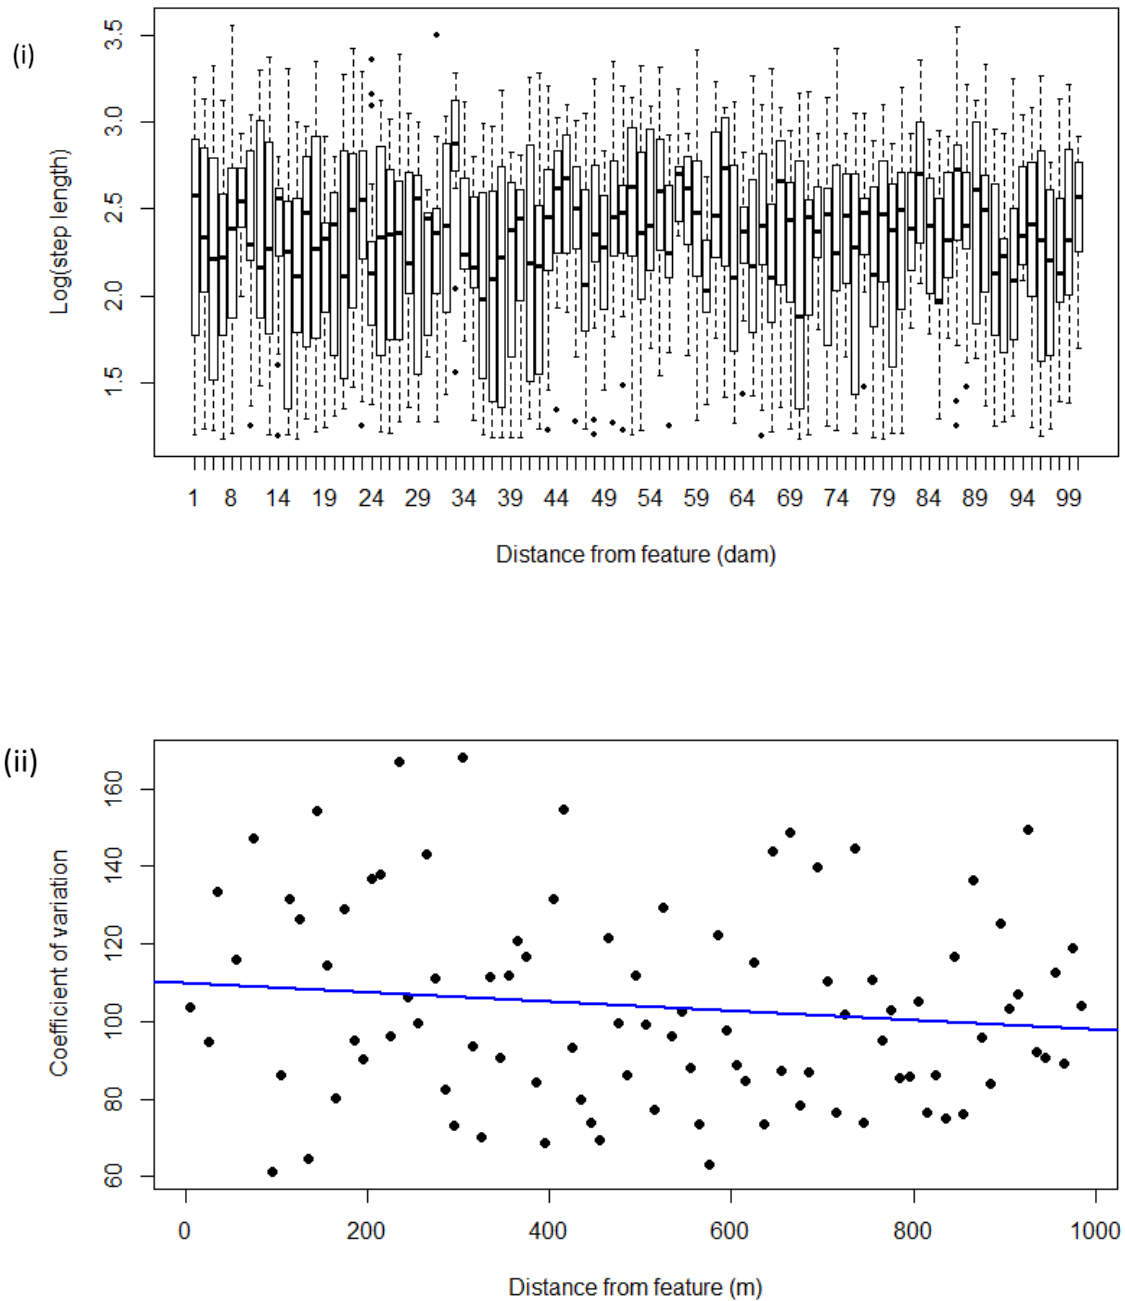 (i)
Log(step length)
3.5
3.0
2.5
2.0
1.5
1 8 14 19 24 29 34 39 44 49 54 59 64 69 74 79 84 89 94 99
Distance from feature (dam)
(ii)
Coefficient of variation
160
140
120
100
80
60
0 200 400 600 800 1000
Distance from feature (m)